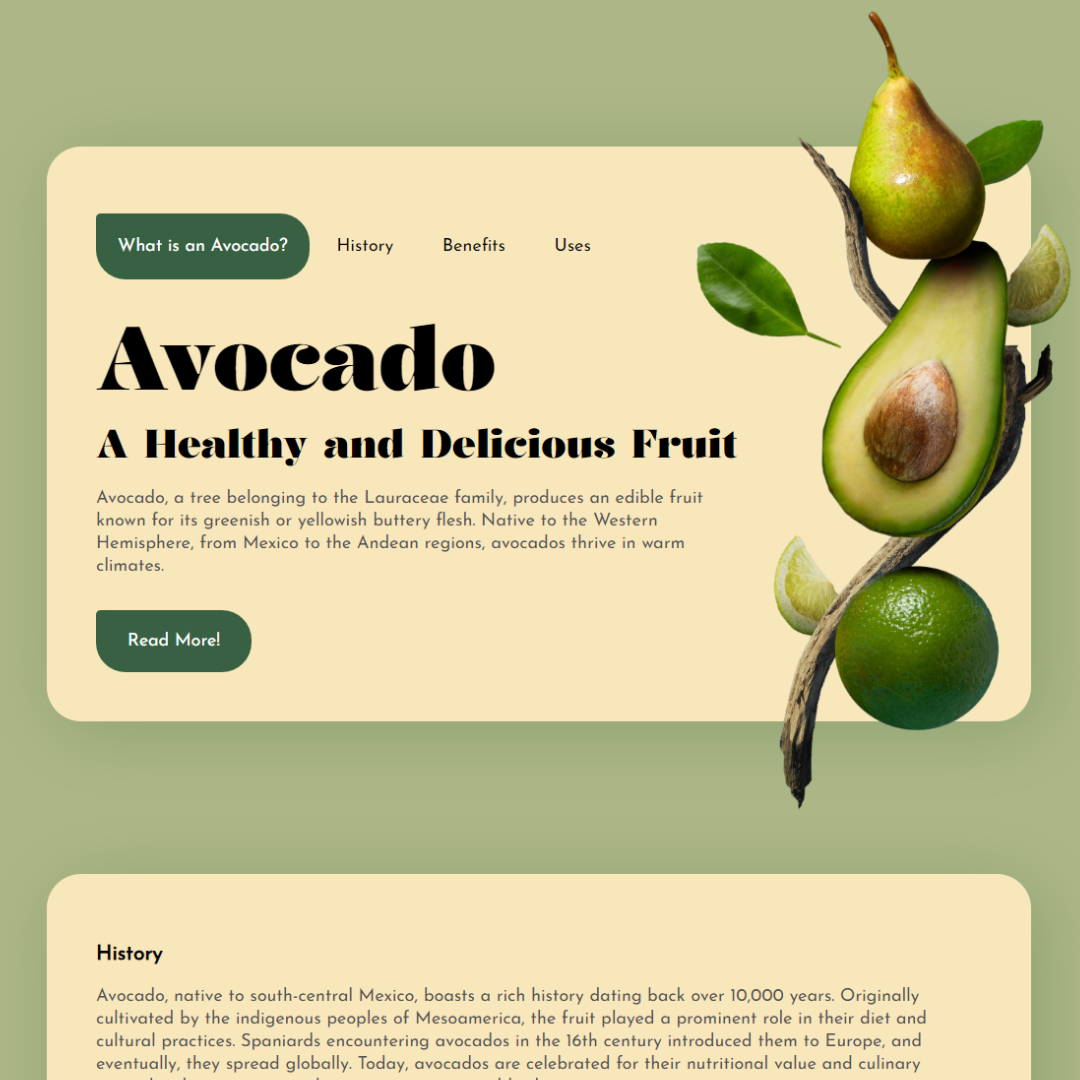 What is an Avocado? History Benefits Uses
Avocado
A Healthy and Delicious Fruit
Avocado, a tree belonging to the Lauraceae family, produces an edible fruit
known for its greenish or yellowish buttery flesh. Native to the Western
Hemisphere, from Mexico to the Andean regions, avocados thrive in warm
climates.
Read More!
History
Avocado, native to south-central Mexico, boasts a rich history dating back over 10,000 years. Originally
cultivated by the indigenous peoples of Mesoamerica, the fruit played a prominent role in their diet and
cultural practices. Spaniards encountering avocados in the 16th century introduced them to Europe, and
eventually, they spread globally. Today, avocados are celebrated for their nutritional value and culinary